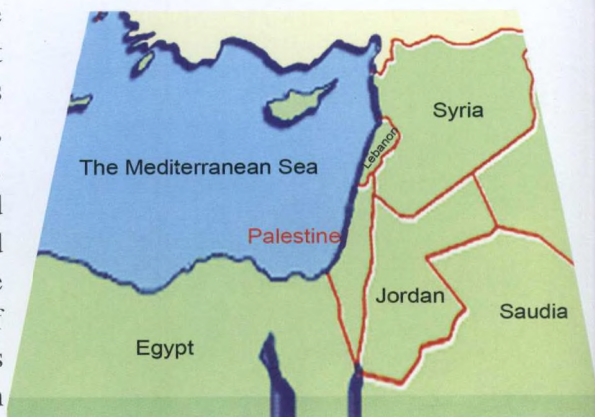 Syria
Lebanon
The Mediterranean Sea
Palestine
Jordan
Saudia
Egypt